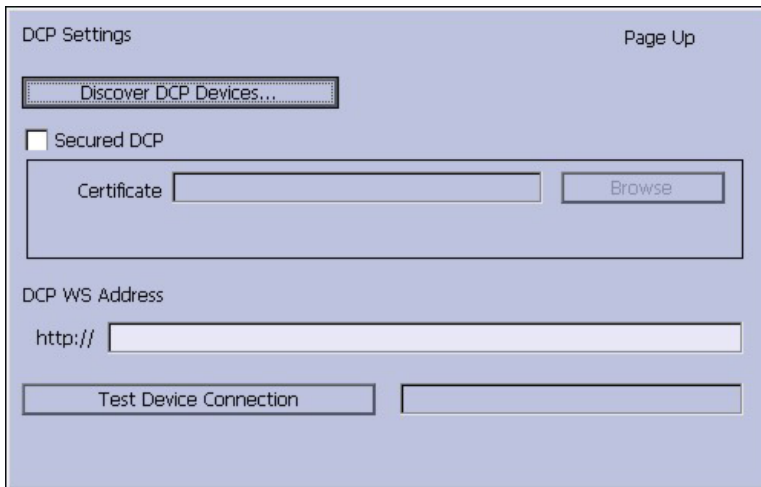 DCP Settings
Page Up
Discover DCP Devices...
Secured DCP
Certificate
Browse
DCP WS Address
http://
Test Device Connection